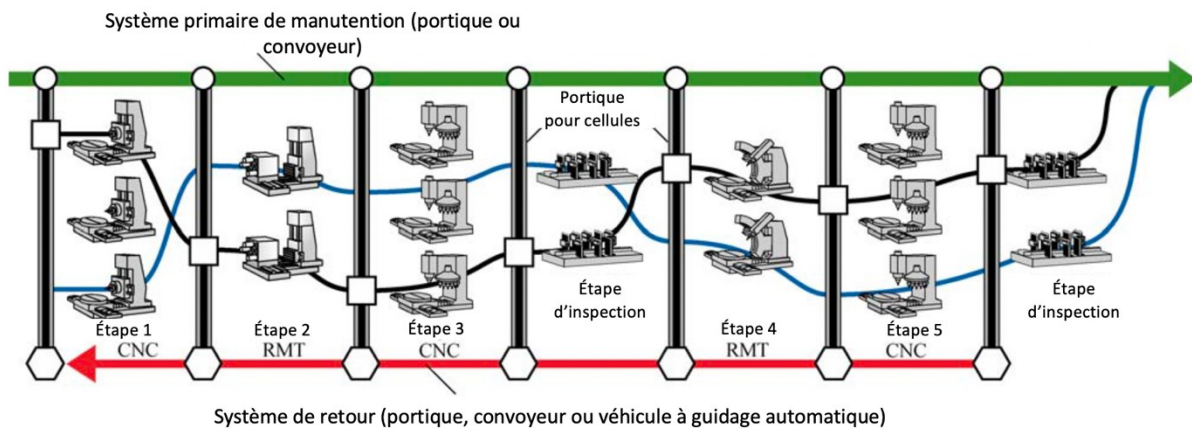 Système primaire de manutention (portique ou
convoyeur)
Portique
pour cellules
Étape
d'inspection
Étape
d'inspection
Étape 1
CNC
Étape 2
RMT
Étape 3
CNC
Étape 4
RMT
Étape 5
CNC
Système de retour (portique, convoyeur ou véhicule à guidage automatique)